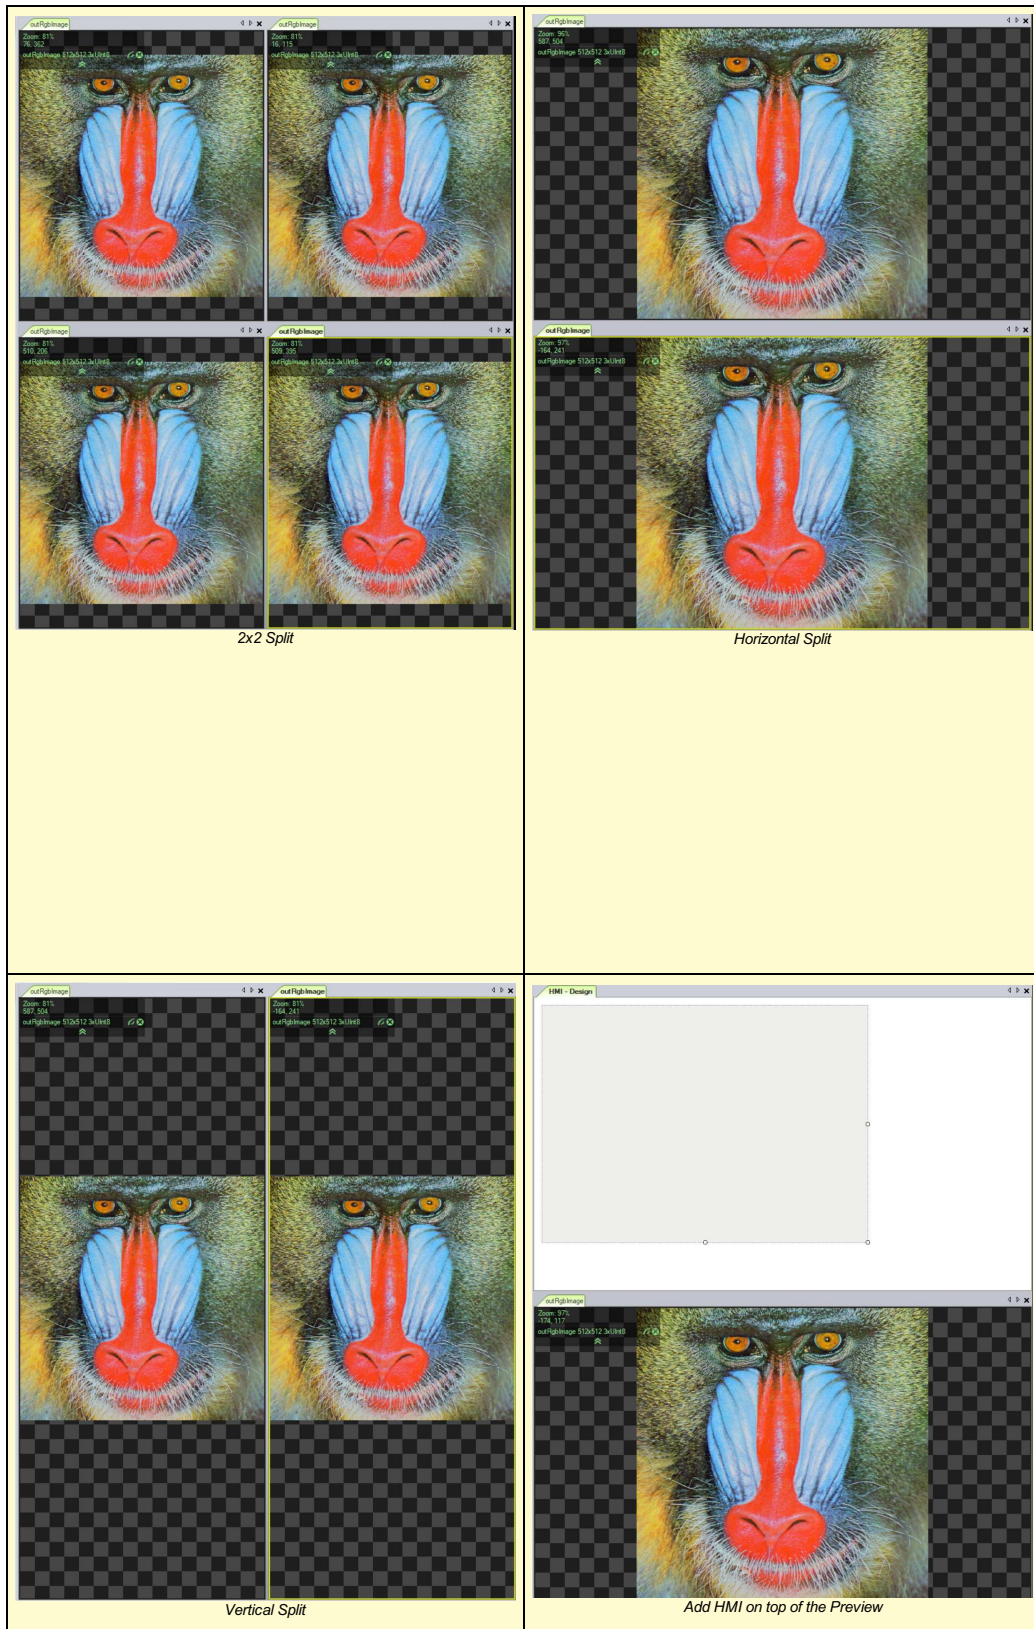 outRgbImage
Zoom: 81%
76, 362
outRgbImage 512x512 3xUInt8
outRgbImage
Zoom: 81%
16, 115
outRgbImage 512x512 3xUInt8
outRgbImage
Zoom: 81%
510, 206
outRgbImage 512x512 3xUInt8
outRgbImage
Zoom: 81%
509, 395
outRgbImage 512x512 3xUInt8
2x2 Split
outRgbImage
Zoom: 96%
587, 504
outRgbImage 512x512 3xUInt8
outRgbImage
Zoom: 97%
-164, 241
outRgbImage 512x512 3xUInt8
Horizontal Split
outRgbImage
Zoom: 81%
587, 504
outRgbImage 512x512 3xUInt8
outRgbImage
Zoom: 81%
-164, 241
outRgbImage 512x512 3xUInt8
Vertical Split
HMI - Design
outRgbImage
Zoom: 97%
-174, 117
outRgbImage 512x512 3xUInt8
Add HMI on top of the Preview